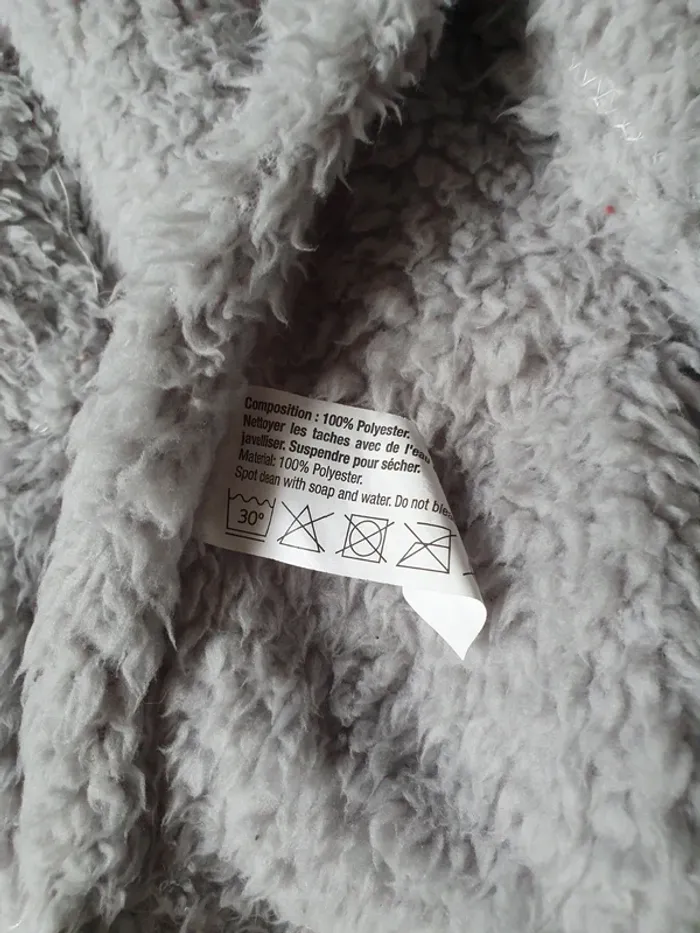 Composition : 100% Polyester.
Nettoyer les taches avec de l'eau
javelliser. Suspendre pour sécher.
Material: 100% Polyester.
Spot clean with soap and water. Do not
30°